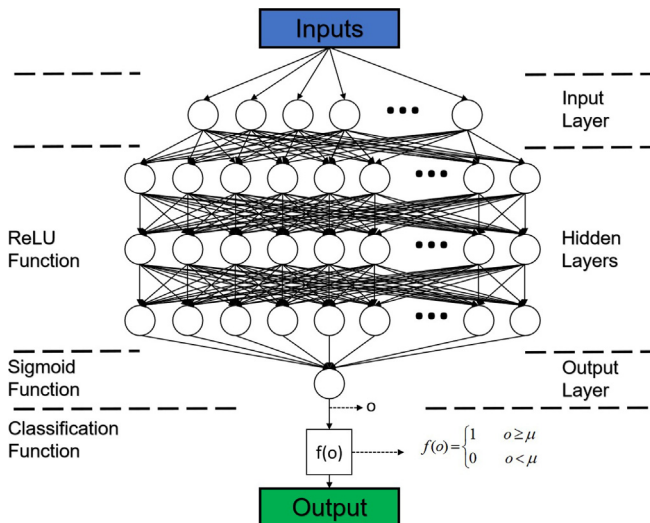 Inputs
Input
Layer
ReLU
Function
Hidden
Layers
Sigmoid
Function
Output
Layer
o
Classification
Function
f(o)
f(o) = {1 o ≥ μ
0 o < μ
Output